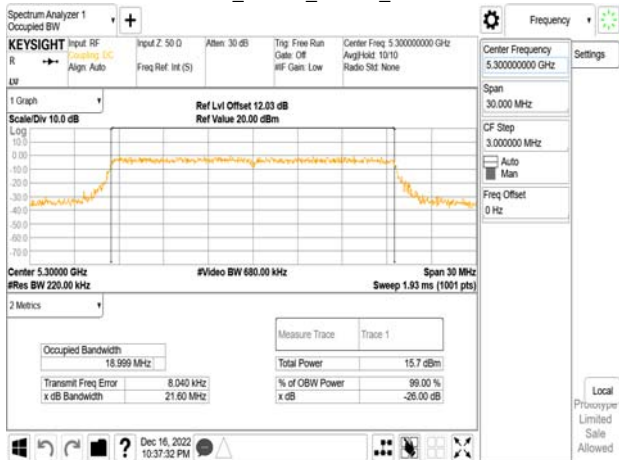 Spectrum Analyzer 1
Occupied BW
+
Frequency
KEYSIGHT
R
LXI
Input: RF
Coupling: DC
Align: Auto
Input Z: 50 Ω
Freq Ref: Int (S)
Atten: 30 dB
Trig: Free Run
Gate: Off
#IF Gain: Low
Center Freq: 5.300000000 GHz
Avg|Hold: 10/10
Radio Std: None
Center Frequency
5.300000000 GHz
Settings
Span
30.000 MHz
CF Step
3.000000 MHz
Auto
Man
Freq Offset
0 Hz
1 Graph
Scale/Div 10.0 dB
Ref Lvl Offset 12.03 dB
Ref Value 20.00 dBm
Log
10.0
0.00
-10.0
-20.0
-30.0
-40.0
-50.0
-60.0
-70.0
Center 5.30000 GHz
#Res BW 220.00 kHz
#Video BW 680.00 kHz
Span 30 MHz
Sweep 1.93 ms (1001 pts)
2 Metrics
Measure Trace Trace 1
Occupied Bandwidth
18.999 MHz
Total Power 15.7 dBm
Transmit Freq Error 8.040 kHz
% of OBW Power 99.00 %
x dB Bandwidth 21.60 MHz
x dB -26.00 dB
Local
Prototype
Limited
Sale
Allowed
?
Dec 16, 2022
10:37:32 PM